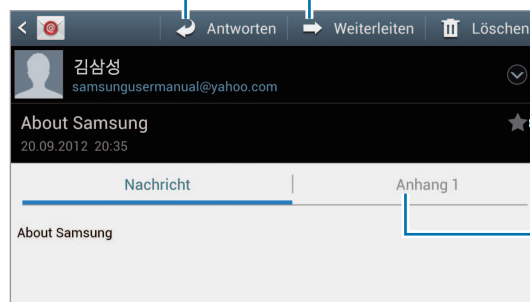 Antworten Weiterleiten Löschen
김삼성
samsungusermanual@yahoo.com
About Samsung
20.09.2012 20:35
Nachricht Anhang 1
About Samsung